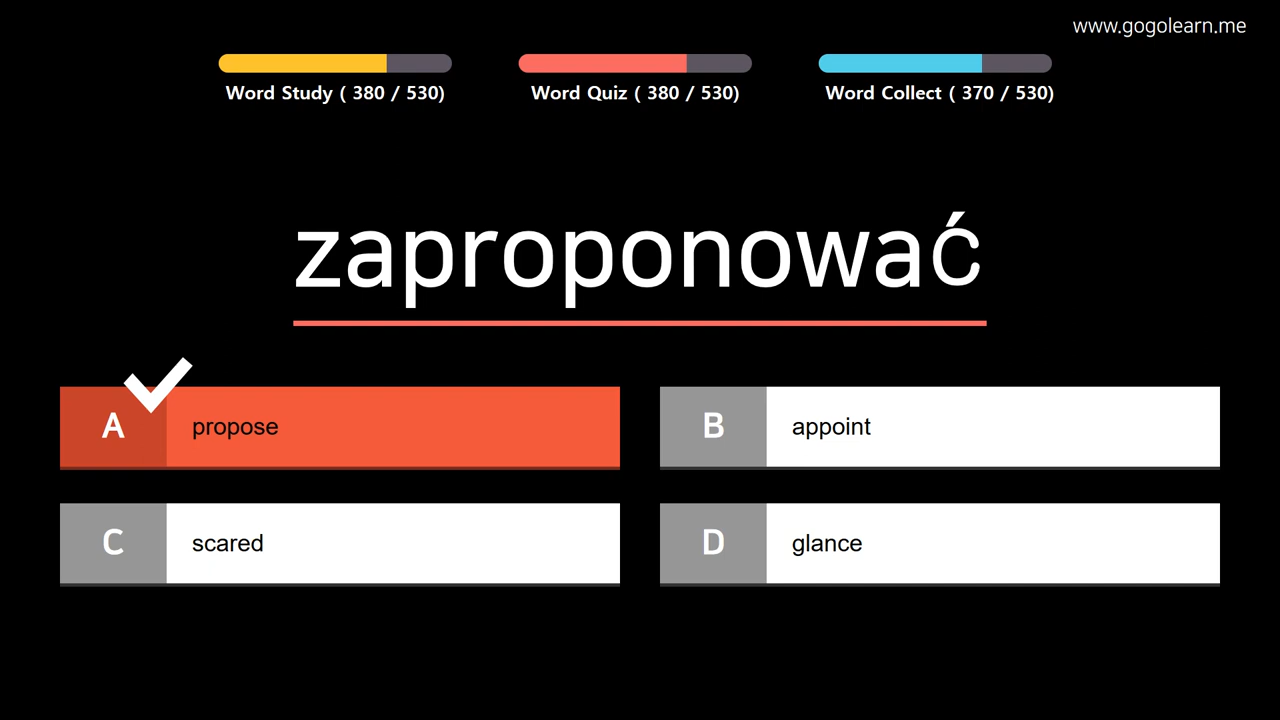 www.gogolearn.me
Word Study ( 380 / 530)
Word Quiz ( 380 / 530)
Word Collect ( 370 / 530)
zaproponować
A propose
B appoint
C scared
D glance